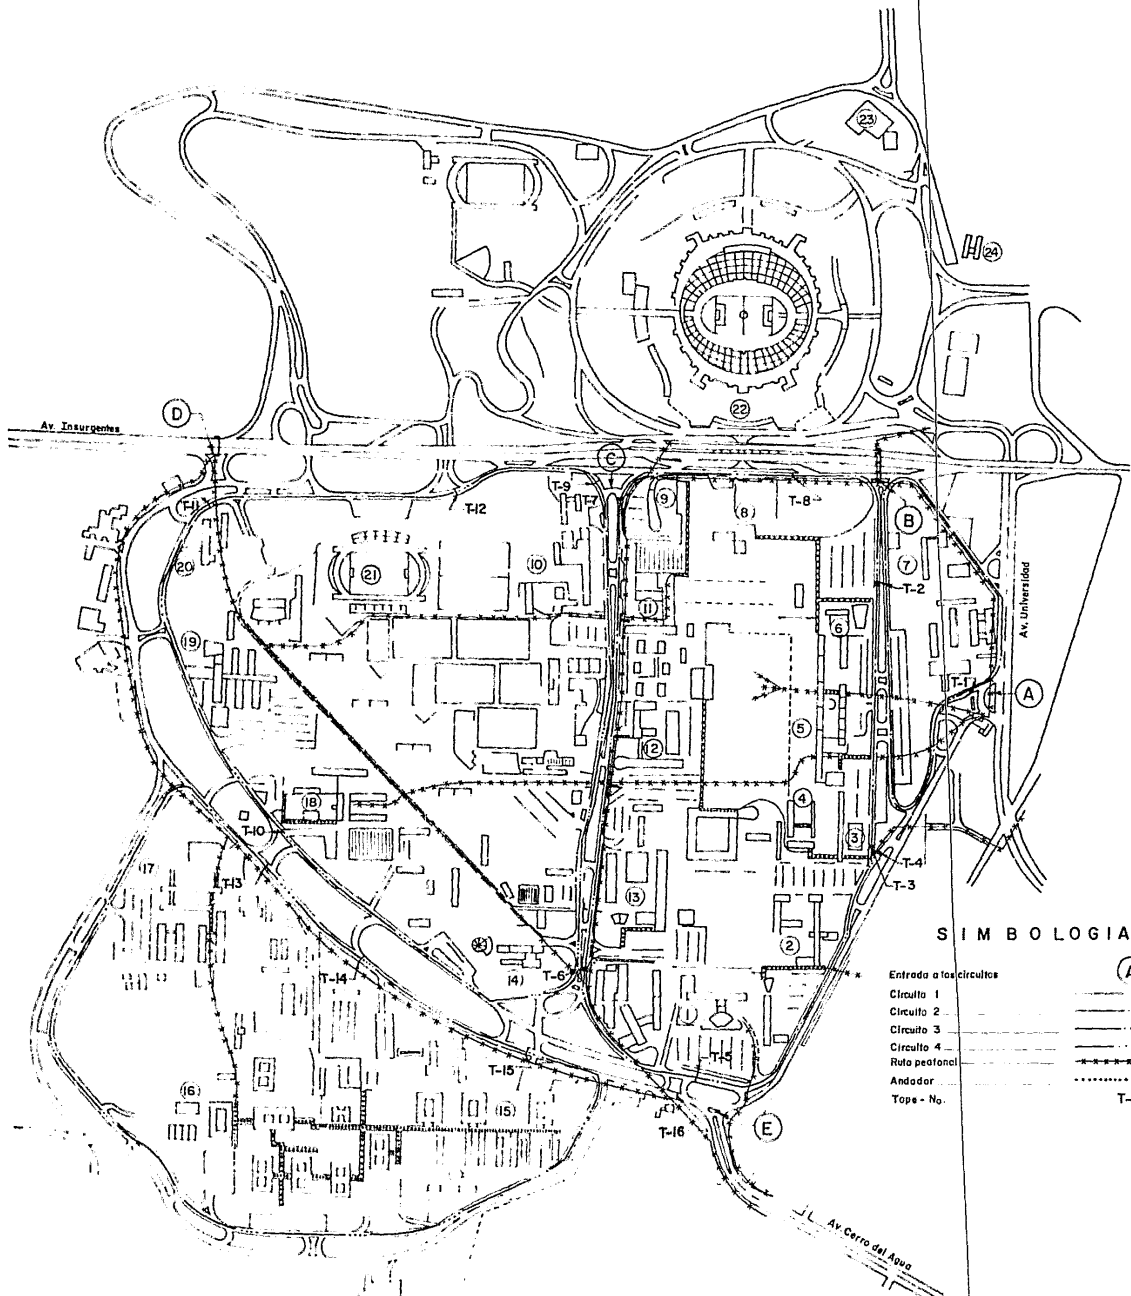 23
24
D
22
Av. Insurgentes
C
T-9
T-7
9
T-11
T-12
8
T-8
B
20
21
10
7
T-2
11
6
Av. Universidad
19
T-1
A
5
12
18
4
T-10
3
T-4
17
T-13
T-3
13
2
SIMBOLOGIA
T-14
14
T-6
Entrada a los circuitos A
Circuito 1
Circuito 2
Circuito 3
Circuito 4
Ruta peatonal
Andador
Tope - No. T-
1
T-5
T-15
16
15
15
T-16
E
Av. Cerro del Agua